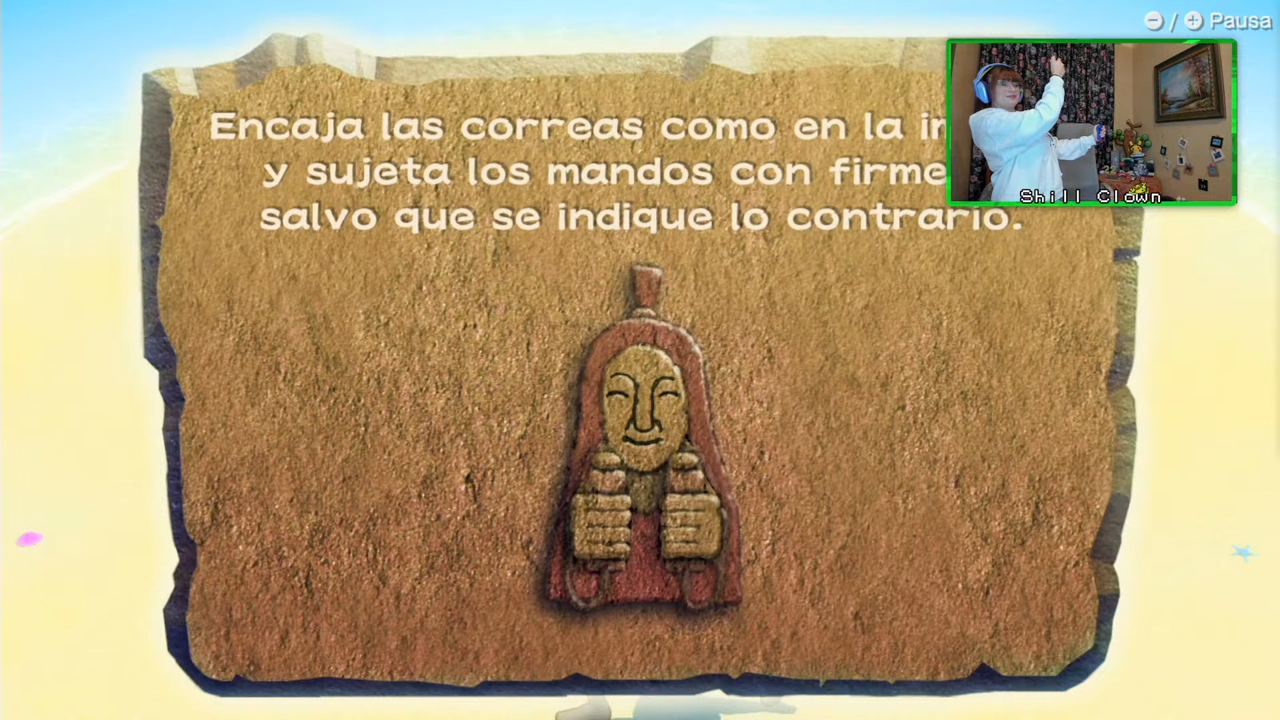 ⊖ / ⊕ Pausa
Encaja las correas como en la
y sujeta los mandos con
salvo que se indique lo contrario.
Shill Clown